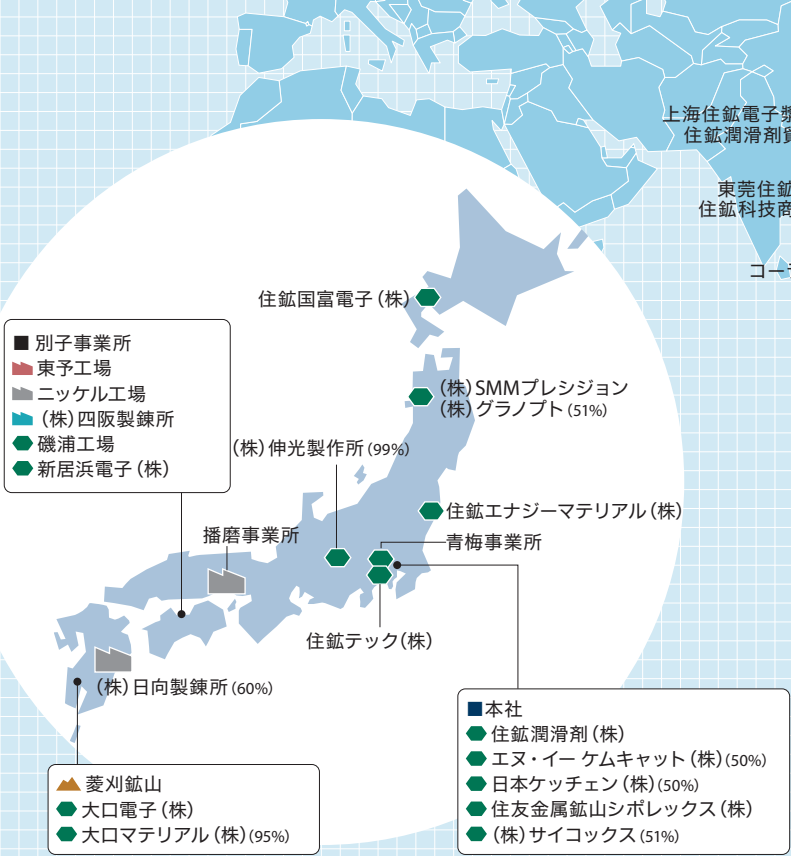 上海住鉱電子
住鉱潤滑剤
東莞住鉱
住鉱科技商
コーラ
住鉱国富電子(株)
別子事業所
東予工場
ニッケル工場
(株)四阪製錬所
磯浦工場
新居浜電子(株)
(株)SMMプレシジョン
(株)グラノプト(51%)
(株)伸光製作所(99%)
住鉱エナジーマテリアル(株)
青梅事業所
播磨事業所
住鉱テック(株)
(株)日向製錬所(60%)
本社
住鉱潤滑剤(株)
エヌ・イー ケムキャット(株)(50%)
日本ケッチェン(株)(50%)
住友金属鉱山シポレックス(株)
(株)サイコックス(51%)
菱刈鉱山
大口電子(株)
大口マテリアル(株)(95%)